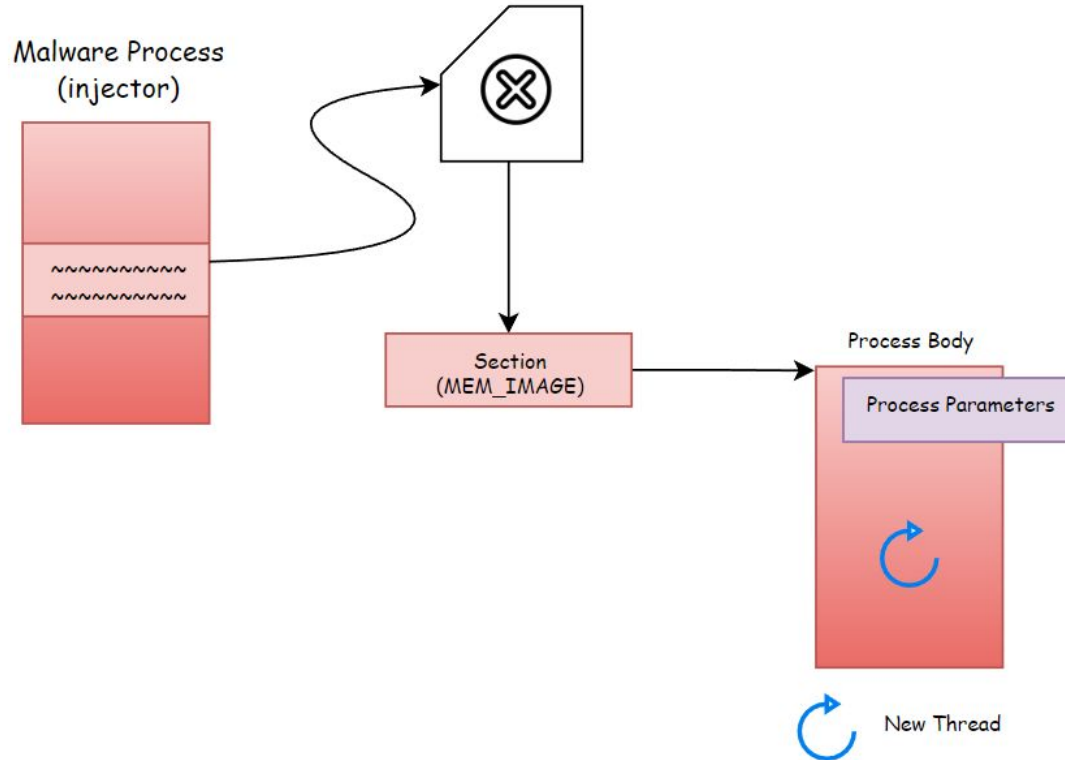 Malware Process
(injector)
~~~~~~~~~~
~~~~~~~~~~
Section
(MEM_IMAGE)
Process Body
Process Parameters
New Thread